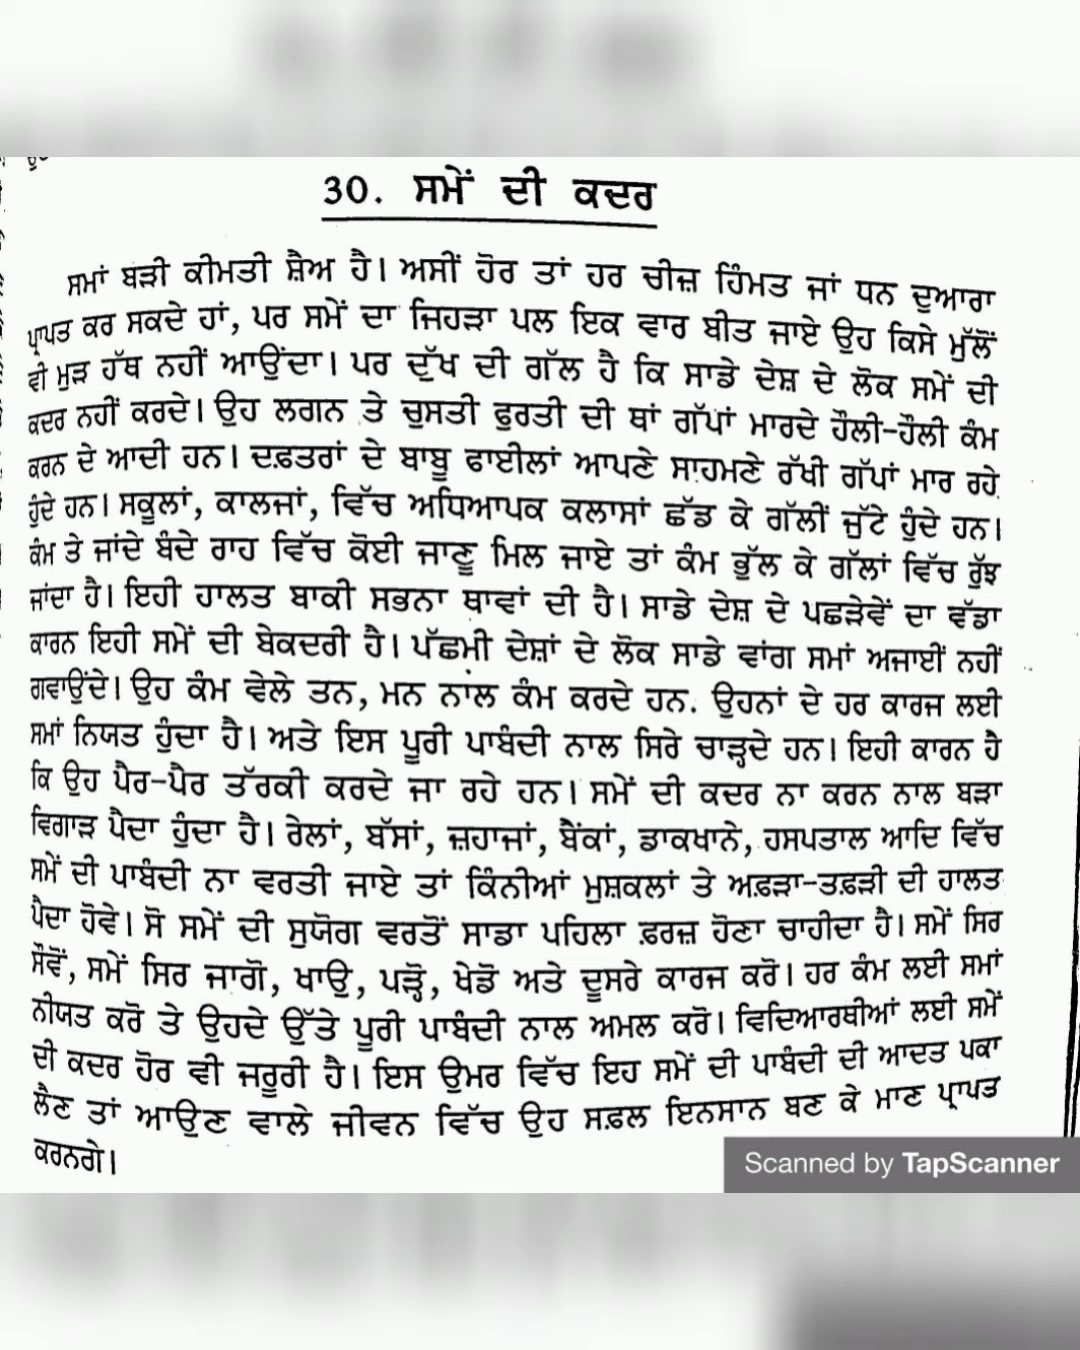 30. ਸਮੇਂ ਦੀ ਕਦਰ
ਸਮਾਂ ਬੜੀ ਕੀਮਤੀ ਸ਼ੈਅ ਹੈ। ਅਸੀਂ ਹੋਰ ਤਾਂ ਹਰ ਚੀਜ਼ ਹਿੰਮਤ ਜਾਂ ਧਨ ਦੁਆਰਾ
ਪ੍ਰਾਪਤ ਕਰ ਸਕਦੇ ਹਾਂ, ਪਰ ਸਮੇਂ ਦਾ ਜਿਹੜਾ ਪਲ ਇਕ ਵਾਰ ਬੀਤ ਜਾਏ ਉਹ ਕਿਸੇ ਮੁੱਲੋਂ
ਵੀ ਮੁੜ ਹੱਥ ਨਹੀਂ ਆਉਂਦਾ। ਪਰ ਦੁੱਖ ਦੀ ਗੱਲ ਹੈ ਕਿ ਸਾਡੇ ਦੇਸ਼ ਦੇ ਲੋਕ ਸਮੇਂ ਦੀ
ਕਦਰ ਨਹੀਂ ਕਰਦੇ। ਉਹ ਲਗਨ ਤੇ ਚੁਸਤੀ ਫੁਰਤੀ ਦੀ ਥਾਂ ਗੱਪਾਂ ਮਾਰਦੇ ਹੌਲੀ-ਹੌਲੀ ਕੰਮ
ਕਰਨ ਦੇ ਆਦੀ ਹਨ। ਦਫ਼ਤਰਾਂ ਦੇ ਬਾਬੂ ਫਾਈਲਾਂ ਆਪਣੇ ਸਾਹਮਣੇ ਰੱਖੀ ਗੱਪਾਂ ਮਾਰ ਰਹੇ
ਹੁੰਦੇ ਹਨ। ਸਕੂਲਾਂ, ਕਾਲਜਾਂ, ਵਿੱਚ ਅਧਿਆਪਕ ਕਲਾਸਾਂ ਛੱਡ ਕੇ ਗੱਲੀਂ ਜੁੱਟੇ ਹੁੰਦੇ ਹਨ।
ਕੰਮ ਤੇ ਜਾਂਦੇ ਬੰਦੇ ਰਾਹ ਵਿੱਚ ਕੋਈ ਜਾਣੂ ਮਿਲ ਜਾਏ ਤਾਂ ਕੰਮ ਭੁੱਲ ਕੇ ਗੱਲਾਂ ਵਿੱਚ ਰੁੱਝ
ਜਾਂਦਾ ਹੈ। ਇਹੀ ਹਾਲਤ ਬਾਕੀ ਸਭਨਾ ਥਾਵਾਂ ਦੀ ਹੈ। ਸਾਡੇ ਦੇਸ਼ ਦੇ ਪਛੜੇਵੇਂ ਦਾ ਵੱਡਾ
ਕਾਰਨ ਇਹੀ ਸਮੇਂ ਦੀ ਬੇਕਦਰੀ ਹੈ। ਪੱਛਮੀ ਦੇਸ਼ਾਂ ਦੇ ਲੋਕ ਸਾਡੇ ਵਾਂਗ ਸਮਾਂ ਅਜਾਈਂ ਨਹੀਂ
ਗਵਾਉਂਦੇ। ਉਹ ਕੰਮ ਵੇਲੇ ਤਨ, ਮਨ ਨਾਲ ਕੰਮ ਕਰਦੇ ਹਨ. ਉਹਨਾਂ ਦੇ ਹਰ ਕਾਰਜ ਲਈ
ਸਮਾਂ ਨਿਯਤ ਹੁੰਦਾ ਹੈ। ਅਤੇ ਇਸ ਪੂਰੀ ਪਾਬੰਦੀ ਨਾਲ ਸਿਰੇ ਚਾੜ੍ਹਦੇ ਹਨ। ਇਹੀ ਕਾਰਨ ਹੈ
ਕਿ ਉਹ ਪੈਰ-ਪੈਰ ਤੱਰਕੀ ਕਰਦੇ ਜਾ ਰਹੇ ਹਨ। ਸਮੇਂ ਦੀ ਕਦਰ ਨਾ ਕਰਨ ਨਾਲ ਬੜਾ
ਵਿਗਾੜ ਪੈਦਾ ਹੁੰਦਾ ਹੈ। ਰੇਲਾਂ, ਬੱਸਾਂ, ਜ਼ਹਾਜਾਂ, ਬੈਂਕਾਂ, ਡਾਕਖਾਨੇ, ਹਸਪਤਾਲ ਆਦਿ ਵਿੱਚ
ਸਮੇਂ ਦੀ ਪਾਬੰਦੀ ਨਾ ਵਰਤੀ ਜਾਏ ਤਾਂ ਕਿੰਨੀਆਂ ਮੁਸ਼ਕਲਾਂ ਤੇ ਅਫ਼ੜਾ-ਤਫ਼ੜੀ ਦੀ ਹਾਲਤ
ਪੈਦਾ ਹੋਵੇ। ਸੋ ਸਮੇਂ ਦੀ ਸੁਯੋਗ ਵਰਤੋਂ ਸਾਡਾ ਪਹਿਲਾ ਫ਼ਰਜ਼ ਹੋਣਾ ਚਾਹੀਦਾ ਹੈ। ਸਮੇਂ ਸਿਰ
ਸੌਵੋਂ, ਸਮੇਂ ਸਿਰ ਜਾਗੋ, ਖਾਉ, ਪੜ੍ਹੋ, ਖੇਡੋ ਅਤੇ ਦੂਸਰੇ ਕਾਰਜ ਕਰੋ। ਹਰ ਕੰਮ ਲਈ ਸਮਾਂ
ਨੀਯਤ ਕਰੋ ਤੇ ਉਹਦੇ ਉੱਤੇ ਪੂਰੀ ਪਾਬੰਦੀ ਨਾਲ ਅਮਲ ਕਰੋ। ਵਿਦਿਆਰਥੀਆਂ ਲਈ ਸਮੇਂ
ਦੀ ਕਦਰ ਹੋਰ ਵੀ ਜਰੂਰੀ ਹੈ। ਇਸ ਉਮਰ ਵਿੱਚ ਇਹ ਸਮੇਂ ਦੀ ਪਾਬੰਦੀ ਦੀ ਆਦਤ ਪਕਾ
ਲੈਣ ਤਾਂ ਆਉਣ ਵਾਲੇ ਜੀਵਨ ਵਿੱਚ ਉਹ ਸਫ਼ਲ ਇਨਸਾਨ ਬਣ ਕੇ ਮਾਣ ਪ੍ਰਾਪਤ
ਕਰਨਗੇ।
Scanned by TapScanner